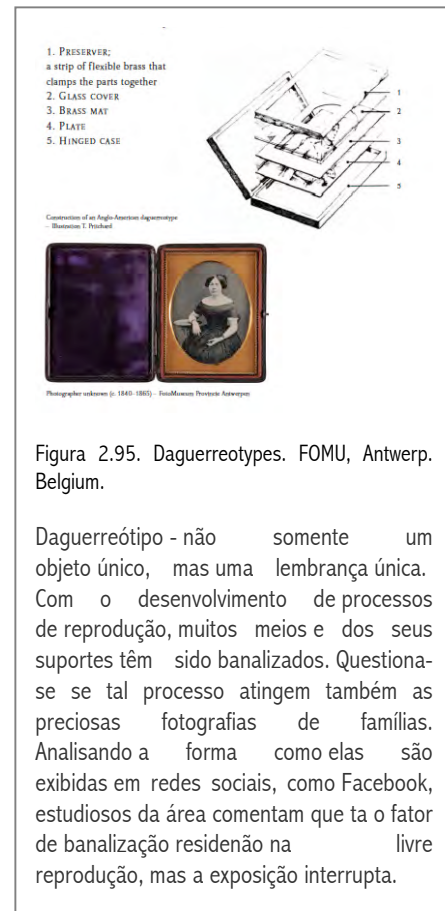 1. PRESERVER;
a strip of flexible brass that
clamps the parts together
2. GLASS COVER
3. BRASS MAT
4. PLATE
5. HINGED CASE
1
2
3
4
5
Construction of an Anglo-American daguerreotype
– Illustration T. Pritchard
Photographer unknown (c. 1840–1865) – FotoMuseum Provincie Antwerpen
Figura 2.95. Daguerreotypes. FOMU, Antwerp.
Belgium.
Daguerreótipo - não somente um
objeto único, mas uma lembrança única.
Com o desenvolvimento de processos
de reprodução, muitos meios e dos seus
suportes têm sido banalizados. Questiona-
se se tal processo atingem também as
preciosas fotografias de famílias.
Analisando a forma como elas são
exibidas em redes sociais, como Facebook,
estudiosos da área comentam que ta o fator
de banalização residenão na livre
reprodução, mas a exposição interrupta.